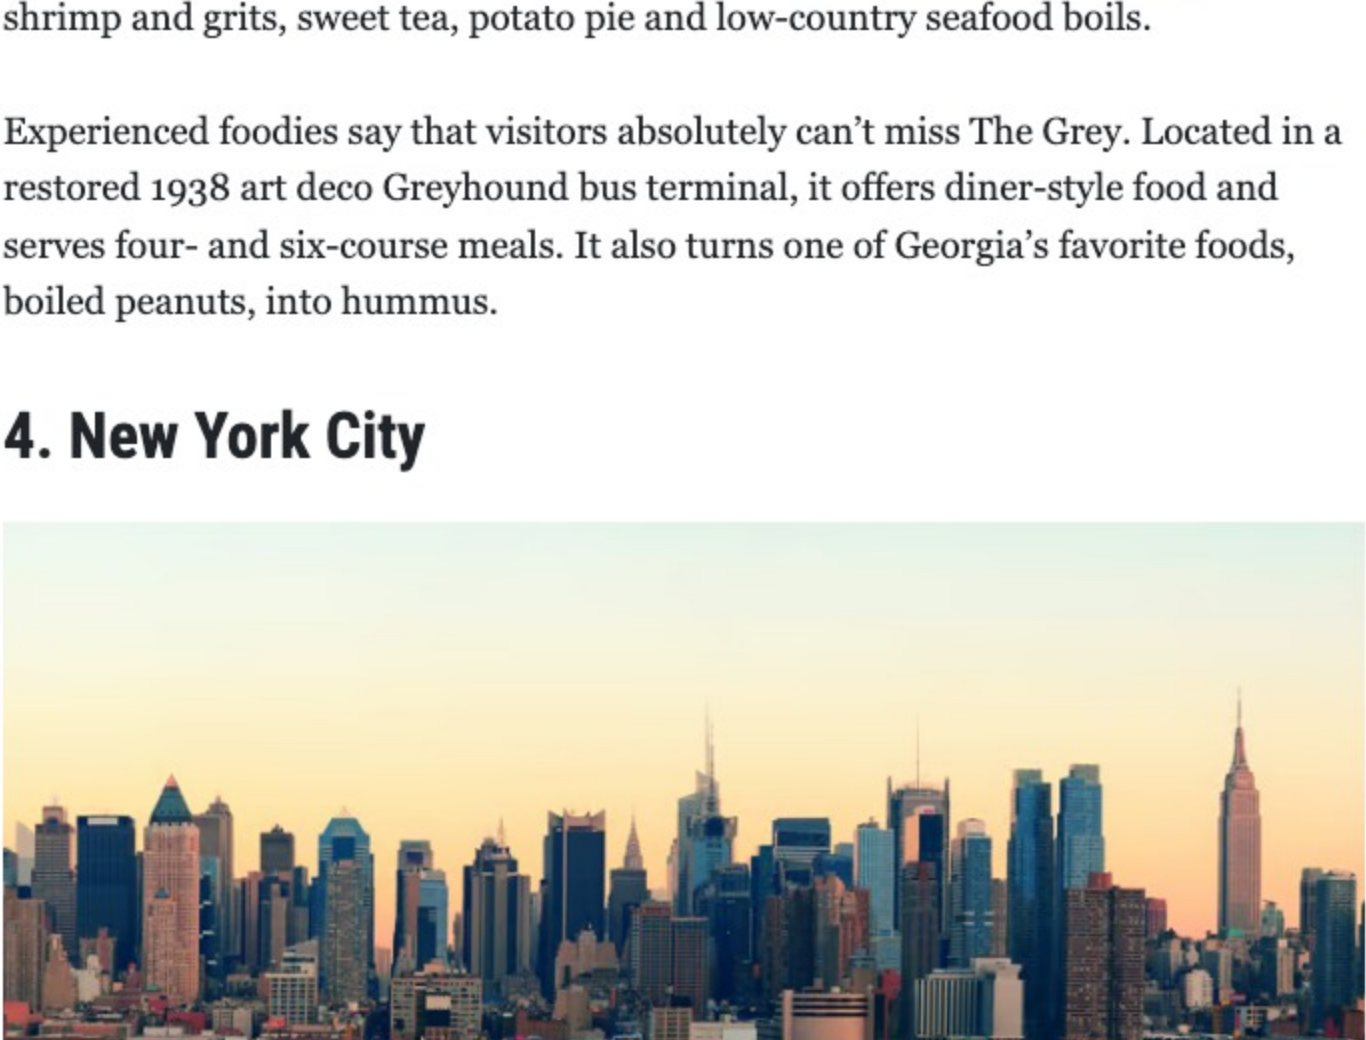 shrimp and grits, sweet tea, potato pie and low-country seafood boils.
Experienced foodies say that visitors absolutely can’t miss The Grey. Located in a
restored 1938 art deco Greyhound bus terminal, it offers diner-style food and
serves four- and six-course meals. It also turns one of Georgia’s favorite foods,
boiled peanuts, into hummus.
4. New York City